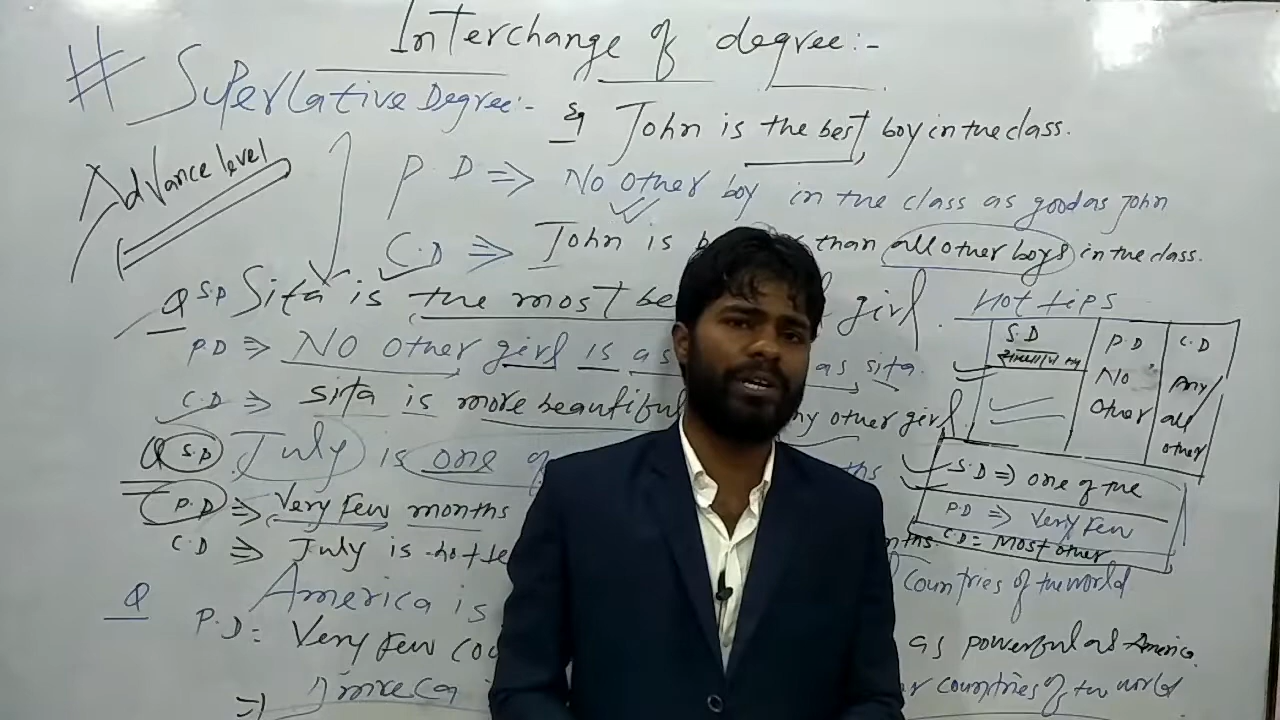 Interchange of degree:-
# Superlative Degree:-
eg John is the best boy in the class.
Advance level
P.D ⇒ No other boy in the class as good as John
C.D ⇒ John is than all other boys in the class.
Q S.D Sita is the most girl.
P.D ⇒ No other girl is as as sita.
C.D ⇒ sita is more beautiful other girl
Q S.D July is one
P.D ⇒ Very few months
C.D ⇒ July is not
Q America is countries of the world
P.D = Very few as powerful as America
⇒ countries of the world
Hot tips
S.D P.D C.D
No other
Any/all other
S.D ⇒ one of the
P.D ⇒ Very few
C.D = Most other